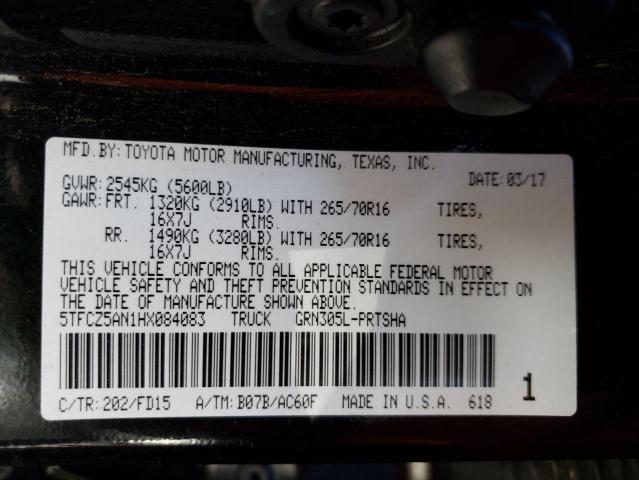 MFD.BY:TOYOTA MOTOR MANUFACTURING, TEXAS, INC.
GVWR:2545KG (5600LB) DATE:03/17
GAWR:FRT. 1320KG (2910LB) WITH 265/70R16 TIRES,
16X7J RIMS.
RR. 1490KG (3280LB) WITH 265/70R16 TIRES,
16X7J RIMS.
THIS VEHICLE CONFORMS TO ALL APPLICABLE FEDERAL MOTOR
VEHICLE SAFETY AND THEFT PREVENTION STANDARDS IN EFFECT ON
THE DATE OF MANUFACTURE SHOWN ABOVE.
5TFCZ5AN1HX084083 TRUCK GRN305L-PRTSHA
1
C/TR:202/FD15 A/TM:B07B/AC60F MADE IN U.S.A. 618